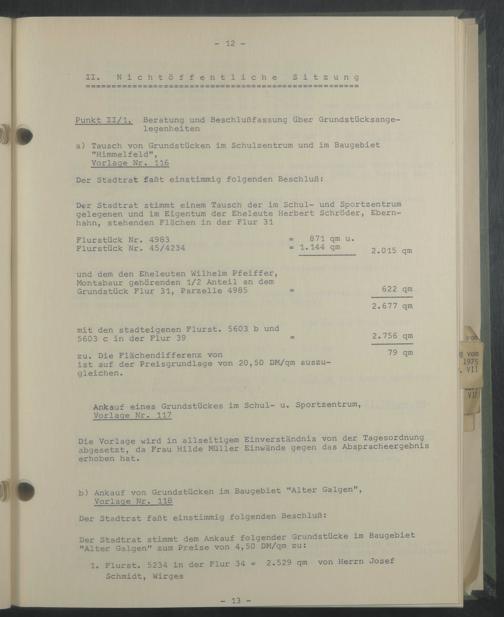 - 12 -
II. Nichtöffentliche Sitzung
Punkt II/1. Beratung und Beschlußfassung über Grundstücksange-
legenheiten
a) Tausch von Grundstücken im Schulzentrum und im Baugebiet
"Himmelfeld",
Vorlage Nr. 116
Der Stadtrat faßt einstimmig folgenden Beschluß:
Der Stadtrat stimmt einem Tausch der im Schul- und Sportzentrum
gelegenen und im Eigentum der Eheleute Herbert Schröder, Ebern-
hahn, stehenden Flächen in der Flur 31
Flurstück Nr. 4983 = 871 qm u.
Flurstück Nr. 45/4234 = 1.144 qm 2.015 qm
und dem den Eheleuten Wilhelm Pfeiffer,
Montabaur gehörenden 1/2 Anteil an dem
Grundstück Flur 31, Parzelle 4985 = 622 qm
2.677 qm
mit den stadteigenen Flurst. 5603 b und
5603 c in der Flur 39 = 2.756 qm
zu. Die Flächendifferenz von 79 qm
ist auf der Preisgrundlage von 20,50 DM/qm auszu-
gleichen.
Ankauf eines Grundstückes im Schul- u. Sportzentrum,
Vorlage Nr. 117
Die Vorlage wird in allseitigem Einverständnis von der Tagesordnung
abgesetzt, da Frau Hilde Müller Einwände gegen das Abspracheergebnis
erhoben hat.
b) Ankauf von Grundstücken im Baugebiet "Alter Galgen",
Vorlage Nr. 118
Der Stadtrat faßt einstimmig folgenden Beschluß:
Der Stadtrat stimmt dem Ankauf folgender Grundstücke im Baugebiet
"Alter Galgen" zum Preise von 4,50 DM/qm zu:
1. Flurst. 5234 in der Flur 34 = 2.529 qm von Herrn Josef
Schmidt, Wirges
- 13 -
vom
1975
VII